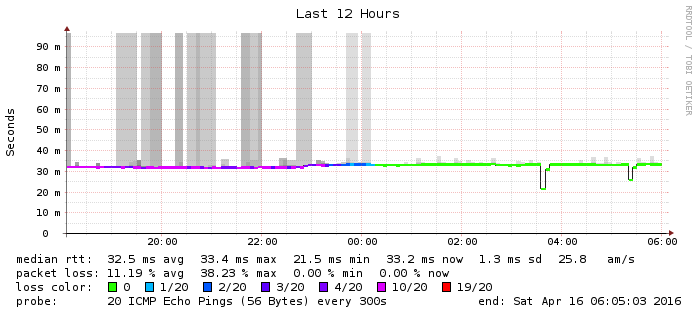 Last 12 Hours
RRDTOOL / TOBI OETIKER
Seconds
90 m
80 m
70 m
60 m
50 m
40 m
30 m
20 m
10 m
0
20:00 22:00 00:00 02:00 04:00 06:00
median rtt: 32.5 ms avg 33.4 ms max 21.5 ms min 33.2 ms now 1.3 ms sd 25.8 am/s
packet loss: 11.19 % avg 38.23 % max 0.00 % min 0.00 % now
loss color: 0 1/20 2/20 3/20 4/20 10/20 19/20
probe: 20 ICMP Echo Pings (56 Bytes) every 300s end: Sat Apr 16 06:05:03 2016